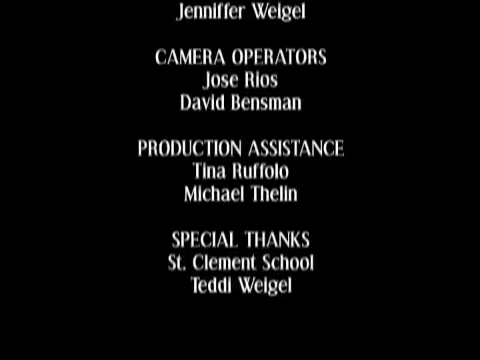 Jenniffer Weigel
CAMERA OPERATORS
Jose Rios
David Bensman
PRODUCTION ASSISTANCE
Tina Ruffolo
Michael Thelin
SPECIAL THANKS
St. Clement School
Teddi Weigel